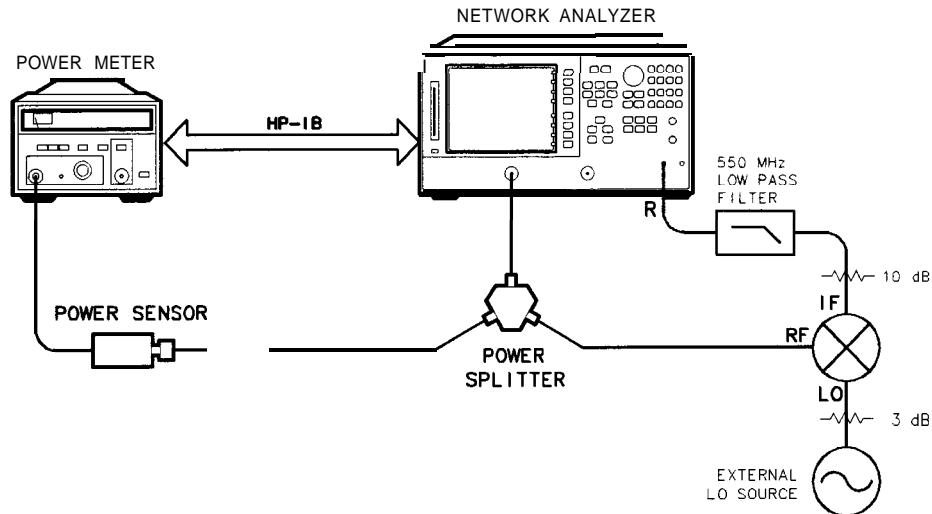 NETWORK ANALYZER
POWER METER
HP-IB
550 MHz
LOW PASS
FILTER
R
10 dB
POWER SENSOR
IF
RF
POWER
SPLITTER
LO
3 dB
EXTERNAL
LO SOURCE